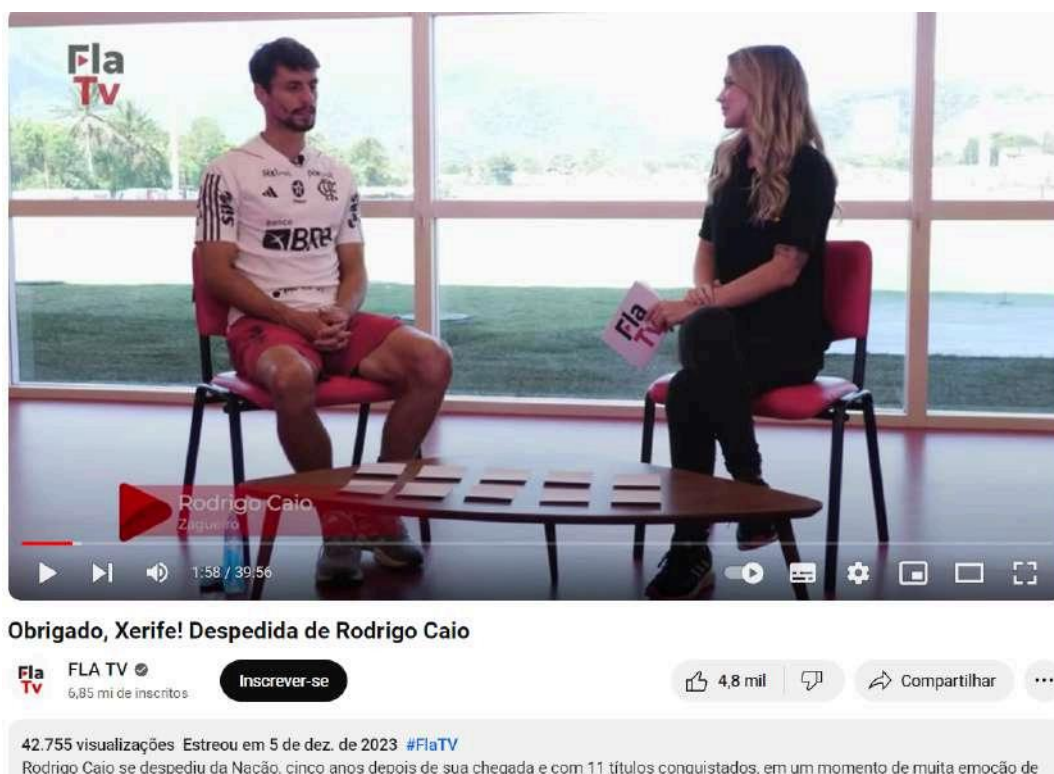 Fla
Tv
BRB
Fla
Tv
Rodrigo Caio
Zagueiro
1:58 / 39:56
Obrigado, Xerife! Despedida de Rodrigo Caio
Fla
Tv
FLA TV
6,85 mi de inscritos
Inscrever-se
4,8 mil
Compartilhar
42.755 visualizações Estreou em 5 de dez. de 2023 #FlaTV
Rodrigo Caio se despediu da Nação, cinco anos depois de sua chegada e com 11 títulos conquistados, em um momento de muita emoção de